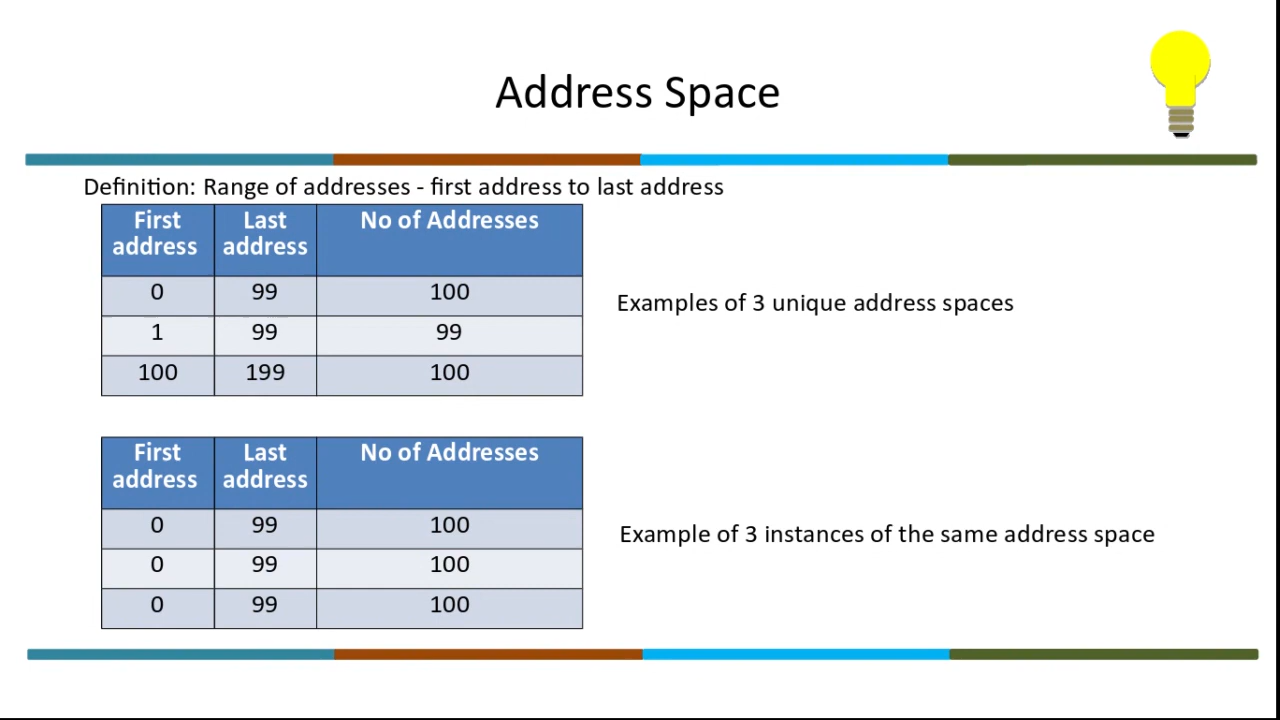 Address Space
Definition: Range of addresses - first address to last address
First address Last address No of Addresses
0 99 100
1 99 99
100 199 100
Examples of 3 unique address spaces
First address Last address No of Addresses
0 99 100
0 99 100
0 99 100
Example of 3 instances of the same address space